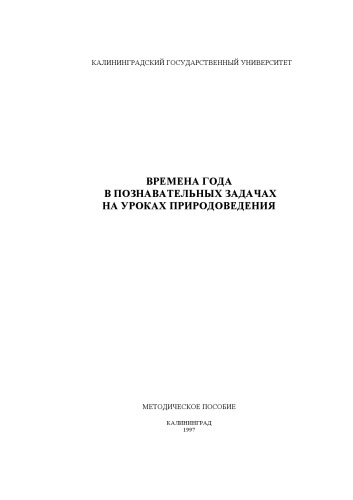 КАЛИНИНГРАДСКИЙ ГОСУДАРСТВЕННЫЙ УНИВЕРСИТЕТ
ВРЕМЕНА ГОДА
В ПОЗНАВАТЕЛЬНЫХ ЗАДАЧАХ
НА УРОКАХ ПРИРОДОВЕДЕНИЯ
МЕТОДИЧЕСКОЕ ПОСОБИЕ
КАЛИНИНГРАД
1997